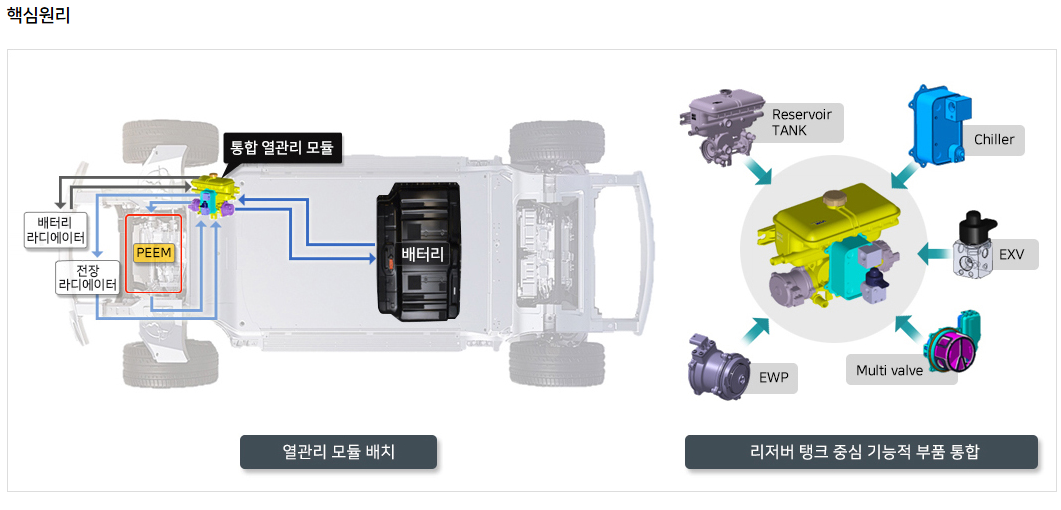 핵심원리
통합 열관리 모듈
배터리
라디에이터
전장
라디에이터
PEEM
배터리
열관리 모듈 배치
Reservoir
TANK
Chiller
EXV
EWP
Multi valve
리저버 탱크 중심 기능적 부품 통합